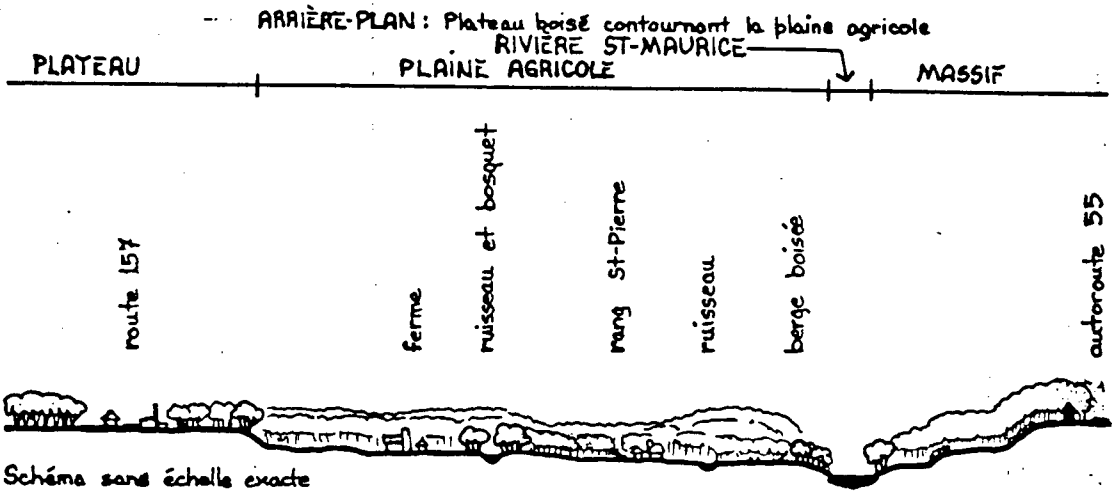 ARRIÈRE-PLAN : Plateau boisé contournant la plaine agricole
RIVIÈRE ST-MAURICE
PLATEAU
PLAINE AGRICOLE
MASSIF
route 157
ferme
ruisseau et bosquet
rang St-Pierre
ruisseau
berge boisée
autoroute 55
Schéma sans échelle exacte